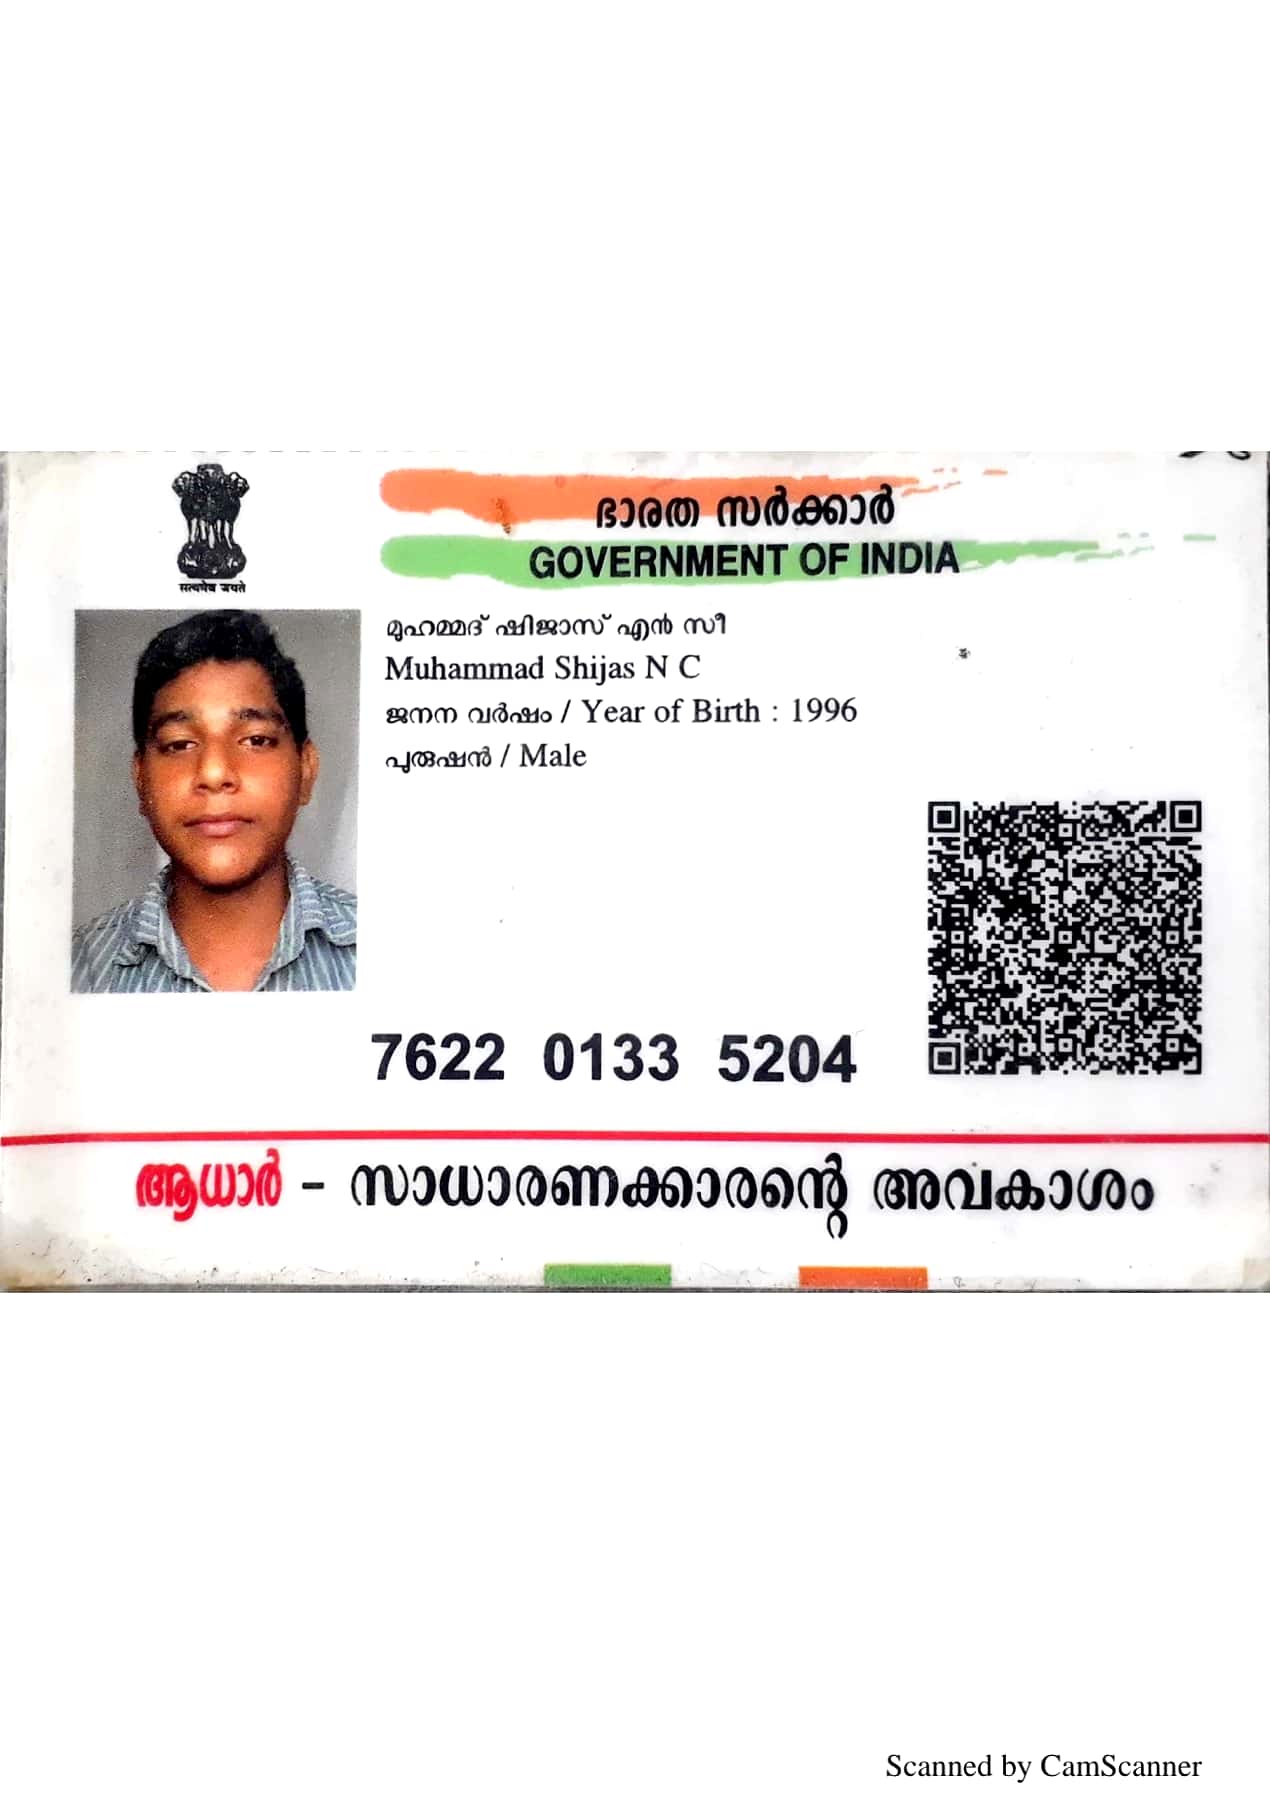 सत्यमेव जयते
ഭാരത സർക്കാർ
GOVERNMENT OF INDIA
മുഹമ്മദ് ഷിജാസ് എൻ സീ
Muhammad Shijas N C
ജനന വർഷം / Year of Birth : 1996
പുരുഷൻ / Male
7622 0133 5204
ആധാർ - സാധാരണക്കാരന്റെ അവകാശം
Scanned by CamScanner